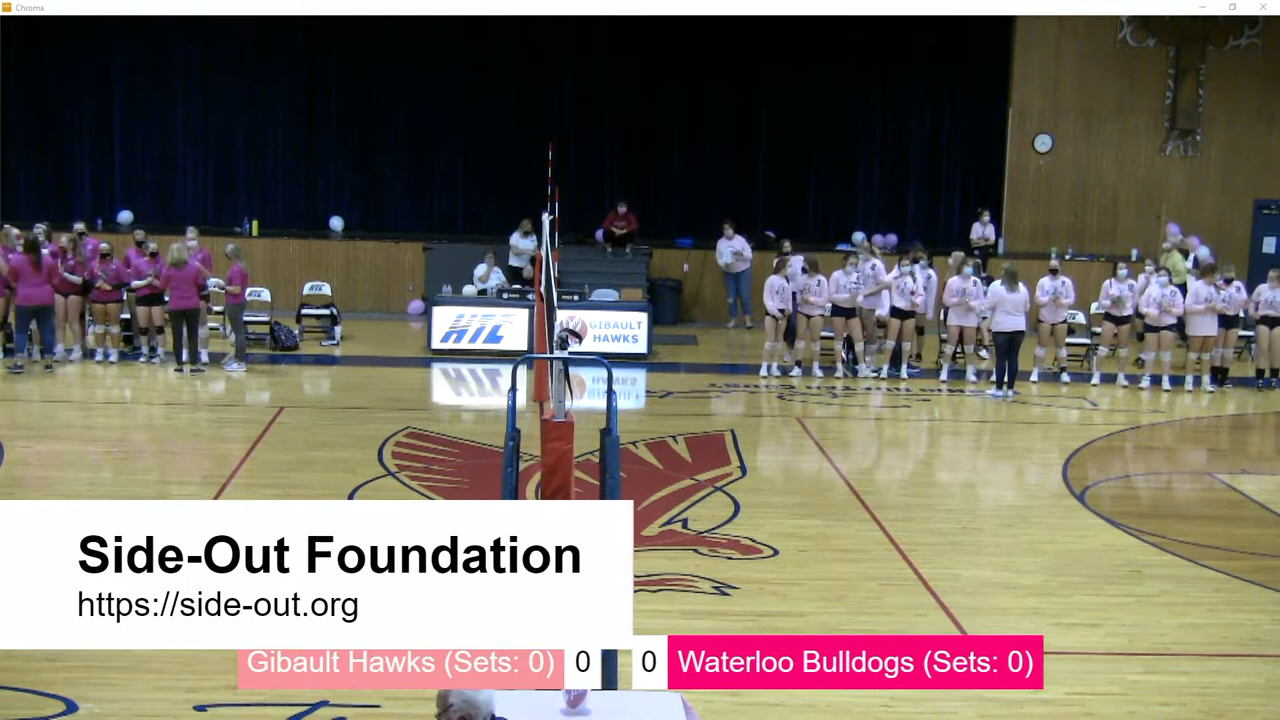 Chroma
HTC
GIBAULT
HAWKS
Side-Out Foundation
https://side-out.org
Gibault Hawks (Sets: 0) 0 0 Waterloo Bulldogs (Sets: 0)